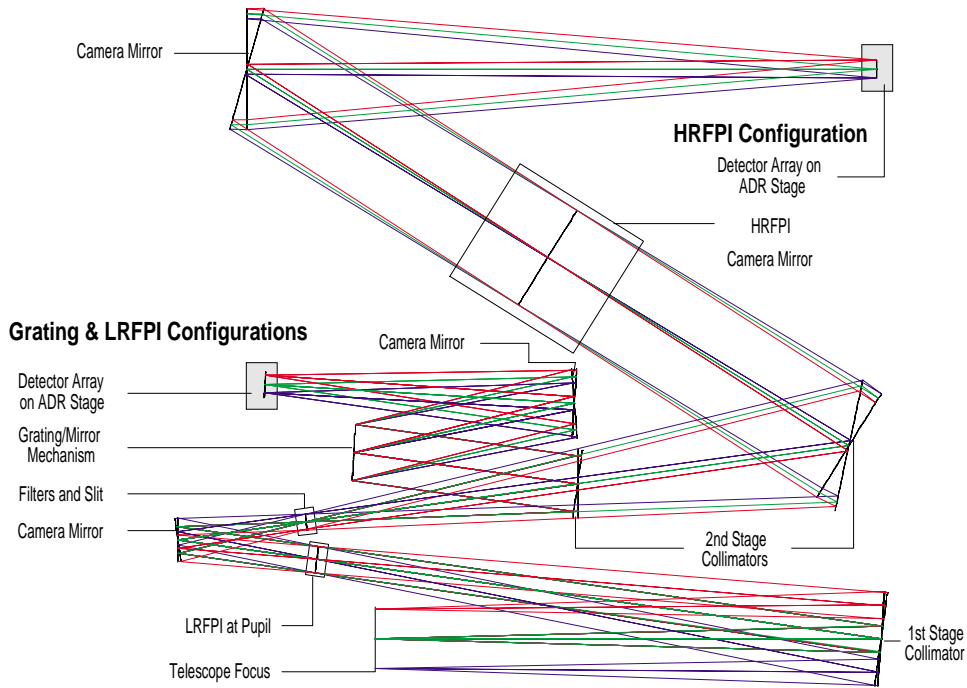 Camera Mirror
HRFPI Configuration
Detector Array on
ADR Stage
HRFPI
Camera Mirror
Grating & LRFPI Configurations
Camera Mirror
Detector Array
on ADR Stage
Grating/Mirror
Mechanism
Filters and Slit
Camera Mirror
2nd Stage
Collimators
LRFPI at Pupil
Telescope Focus
1st Stage
Collimator